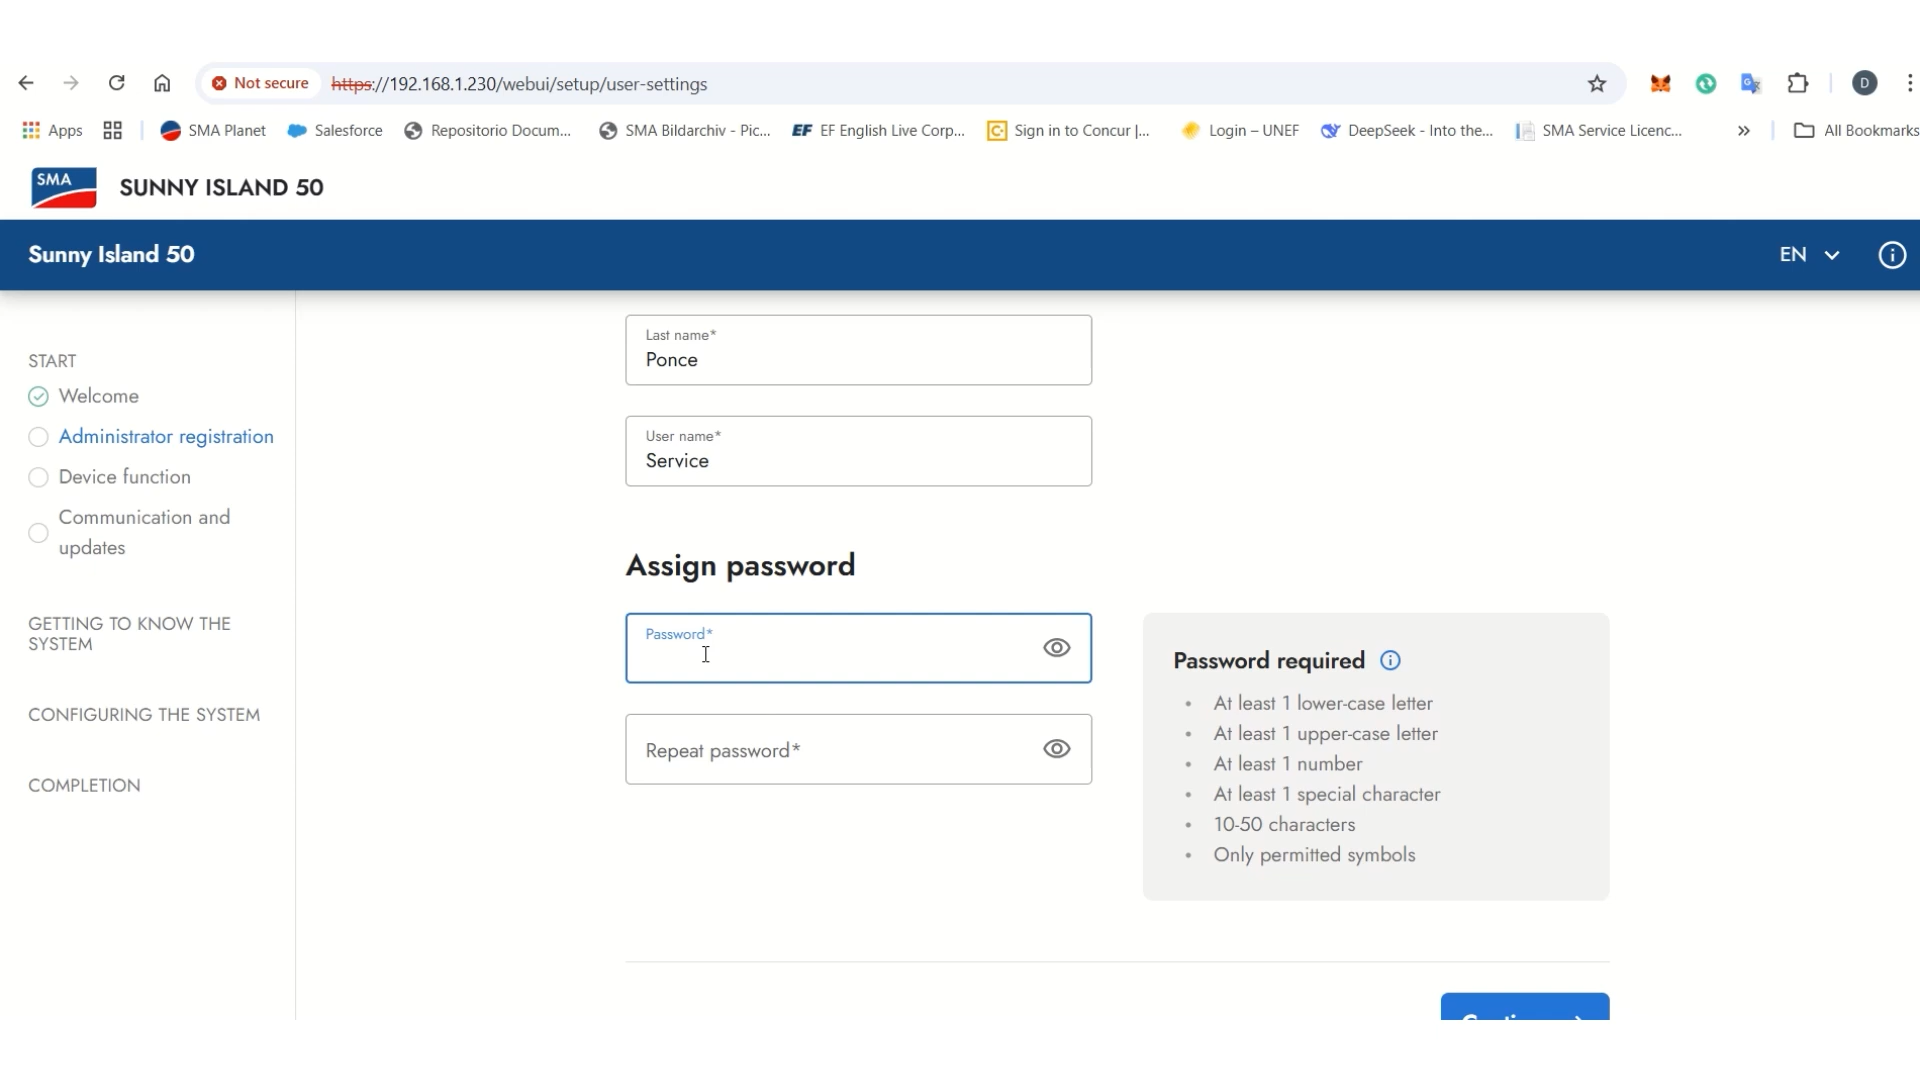 Not secure https://192.168.1.230/webui/setup/user-settings D
Apps SMA Planet Salesforce Repositorio Docum... SMA Bildarchiv - Pic... EF EF English Live Corp... Sign in to Concur |... Login – UNEF DeepSeek - Into the... SMA Service Licenc... » All Bookmarks
SMA SUNNY ISLAND 50
Sunny Island 50 EN
START
Welcome
Administrator registration
Device function
Communication and
updates
GETTING TO KNOW THE
SYSTEM
CONFIGURING THE SYSTEM
COMPLETION
Last name*
Ponce
User name*
Service
Assign password
Password*
Repeat password*
Password required
• At least 1 lower-case letter
• At least 1 upper-case letter
• At least 1 number
• At least 1 special character
• 10-50 characters
• Only permitted symbols